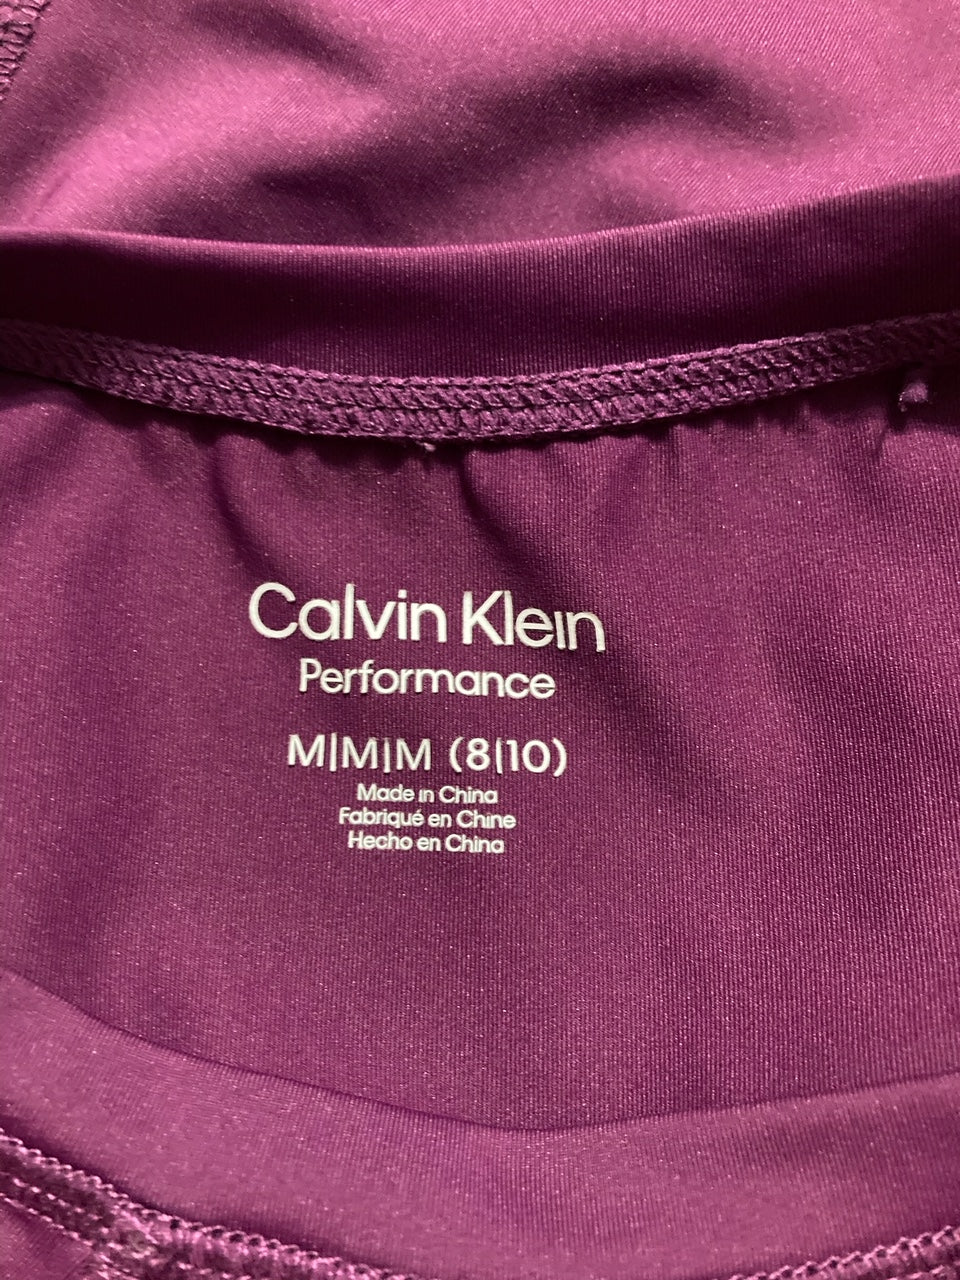 Calvin Klein
Performance
M|M|M (8|10)
Made in China
Fabriqué en Chine
Hecho en China